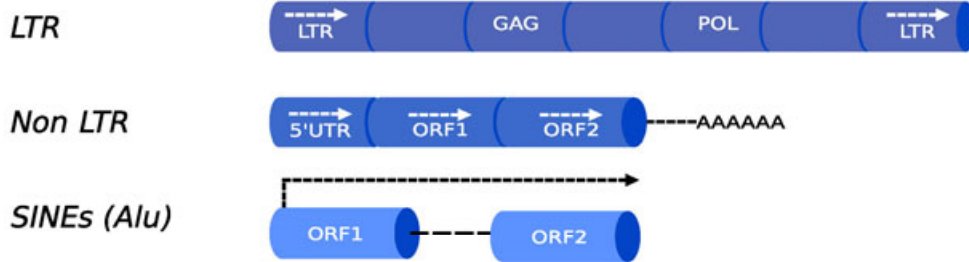 LTR
LTR GAG POL LTR
Non LTR
5'UTR ORF1 ORF2 AAAAAA
SINEs (Alu)
ORF1 ORF2